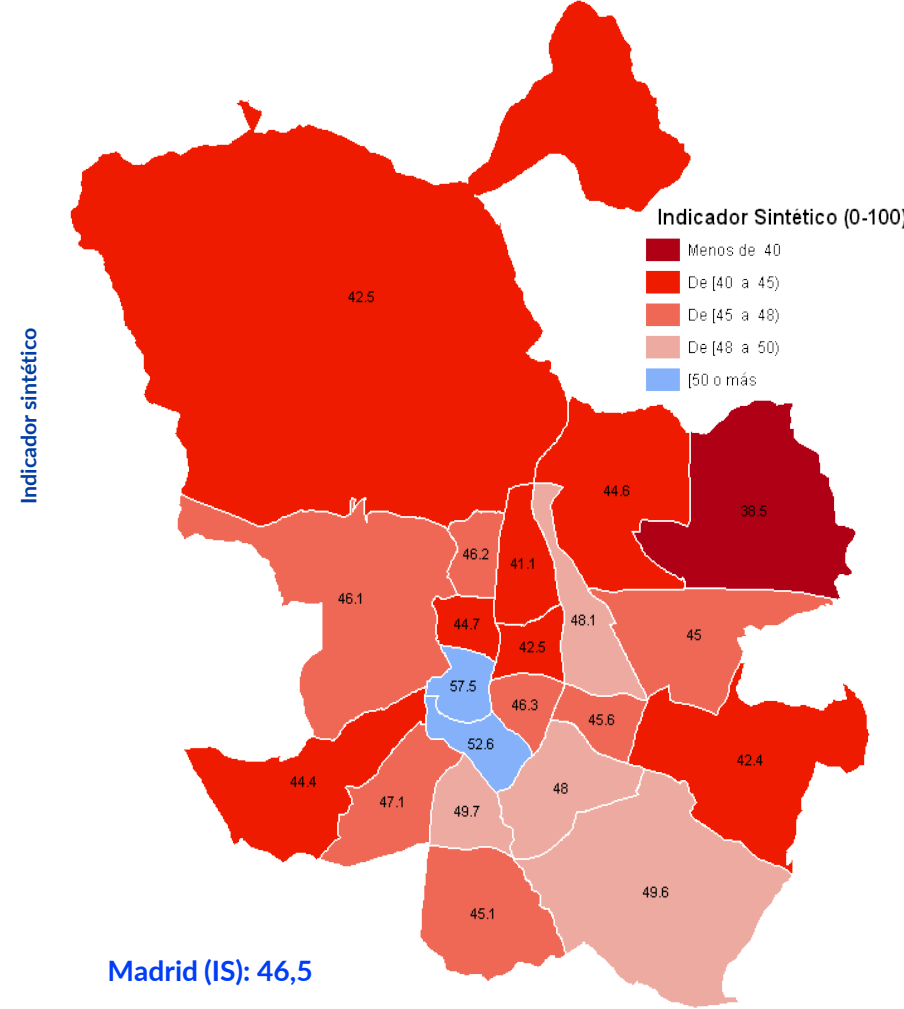 Indicador Sintético (0-100)
Menos de 40
De [40 a 45)
De [45 a 48)
De [48 a 50)
[50 o más
Indicador sintético
42.5
44.6
38.5
46.2
41.1
46.1
44.7
48.1
45
42.5
57.5
46.3
45.6
52.6
42.4
44.4
48
47.1
49.7
49.6
45.1
Madrid (IS): 46,5